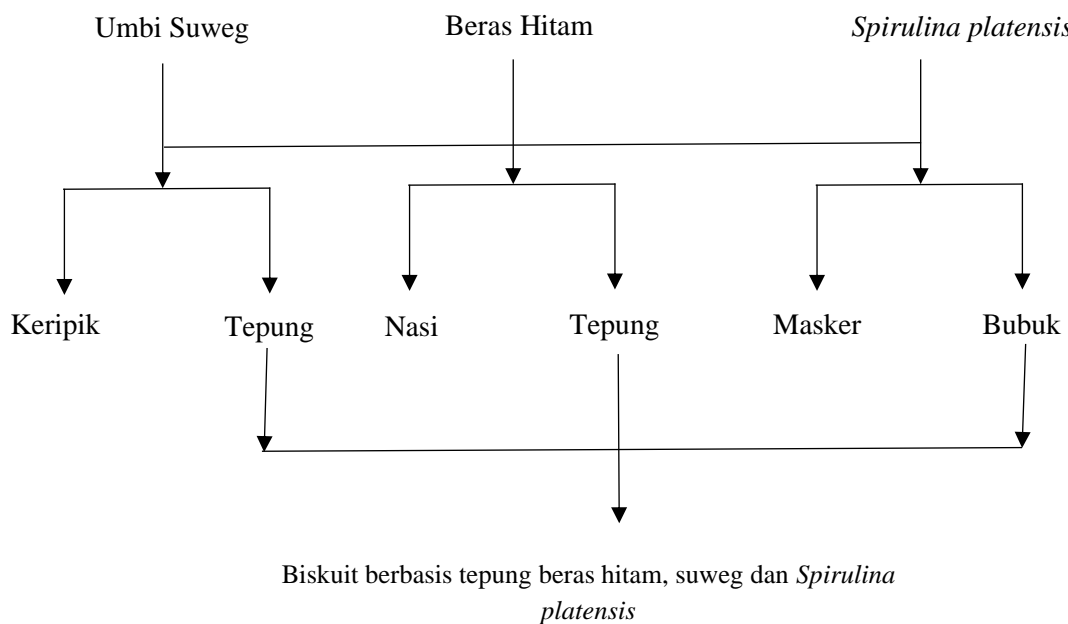 Umbi Suweg
Beras Hitam
Spirulina platensis
Keripik
Tepung
Nasi
Tepung
Masker
Bubuk
Biskuit berbasis tepung beras hitam, suweg dan Spirulina
platensis